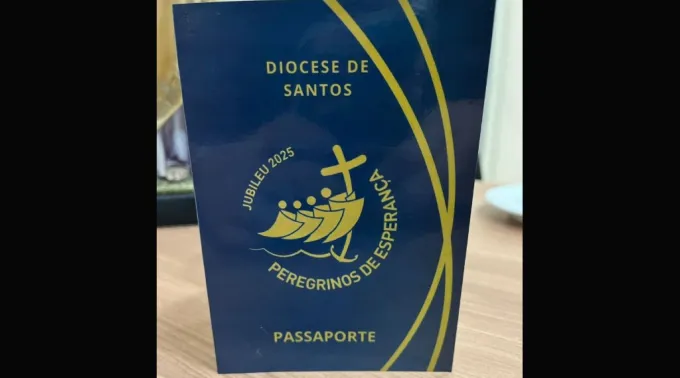 DIOCESE DE
SANTOS
JUBILEU 2025
PEREGRINOS DE ESPERANÇA
PASSAPORTE